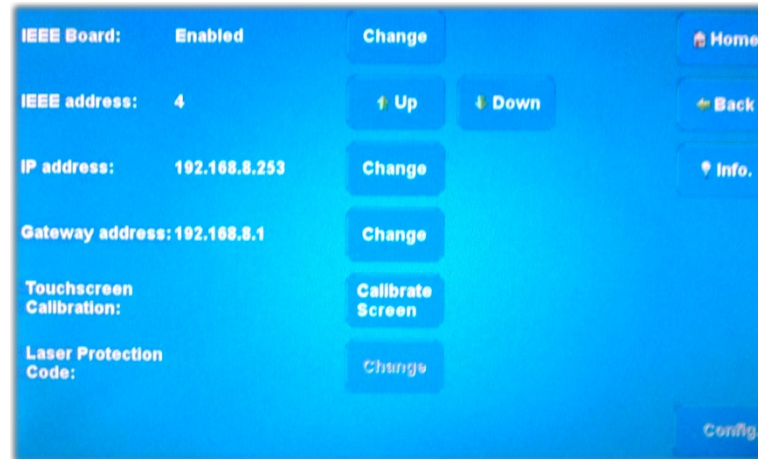 IEEE Board: Enabled Change Home
IEEE address: 4 Up Down Back
IP address: 192.168.8.253 Change Info.
Gateway address: 192.168.8.1 Change
Touchscreen
Calibration:
Calibrate
Screen
Laser Protection
Code:
Change
Config.